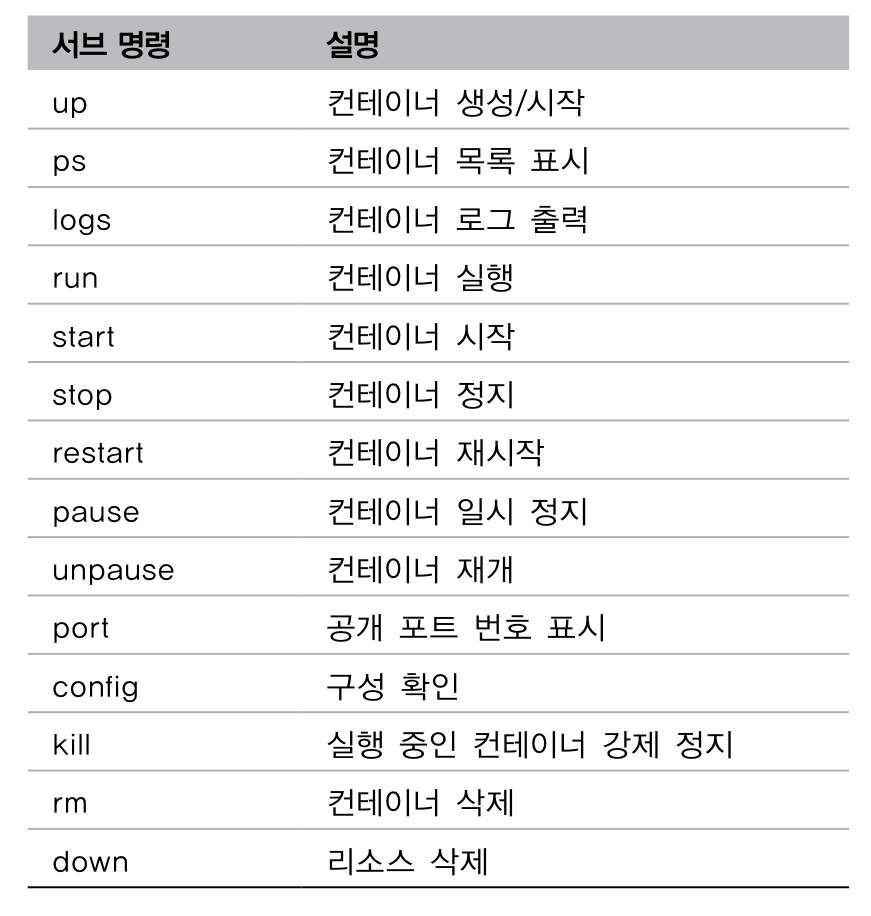 서브 명령 설명
up 컨테이너 생성/시작
ps 컨테이너 목록 표시
logs 컨테이너 로그 출력
run 컨테이너 실행
start 컨테이너 시작
stop 컨테이너 정지
restart 컨테이너 재시작
pause 컨테이너 일시 정지
unpause 컨테이너 재개
port 공개 포트 번호 표시
config 구성 확인
kill 실행 중인 컨테이너 강제 정지
rm 컨테이너 삭제
down 리소스 삭제